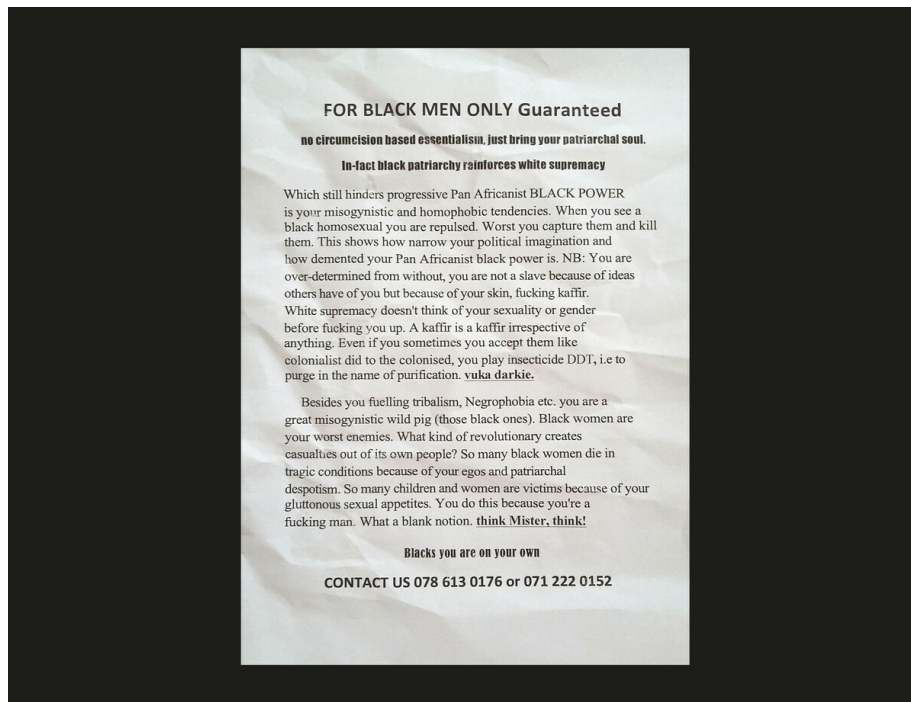 FOR BLACK MEN ONLY Guaranteed
no circumcision based essentialism, just bring your patriarchal soul.
In-fact black patriarchy reinforces white supremacy
Which still hinders progressive Pan Africanist BLACK POWER
is your misogynistic and homophobic tendencies. When you see a
black homosexual you are repulsed. Worst you capture them and kill
them. This shows how narrow your political imagination and
how demented your Pan Africanist black power is. NB: You are
over-determined from without, you are not a slave because of ideas
others have of you but because of your skin, fucking kaffir.
White supremacy doesn't think of your sexuality or gender
before fucking you up. A kaffir is a kaffir irrespective of
anything. Even if you sometimes you accept them like
colonialist did to the colonised, you play insecticide DDT, i.e to
purge in the name of purification. vuka darkie.
Besides you fuelling tribalism, Negrophobia etc. you are a
great misogynistic wild pig (those black ones). Black women are
your worst enemies. What kind of revolutionary creates
casualties out of its own people? So many black women die in
tragic conditions because of your egos and patriarchal
despotism. So many children and women are victims because of your
gluttonous sexual appetites. You do this because you're a
fucking man. What a blank notion. think Mister, think!
Blacks you are on your own
CONTACT US 078 613 0176 or 071 222 0152